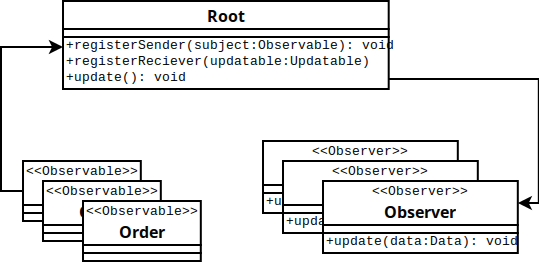 Root
+registerSender(subject:Observable): void
+registerReciever(updatable:Updatable)
+update(): void
<<Observable>>
<<Observable>>
<<Observable>>
Order
<<Observer>>
<<Observer>>
<<Observer>>
Observer
+update(data:Data): void